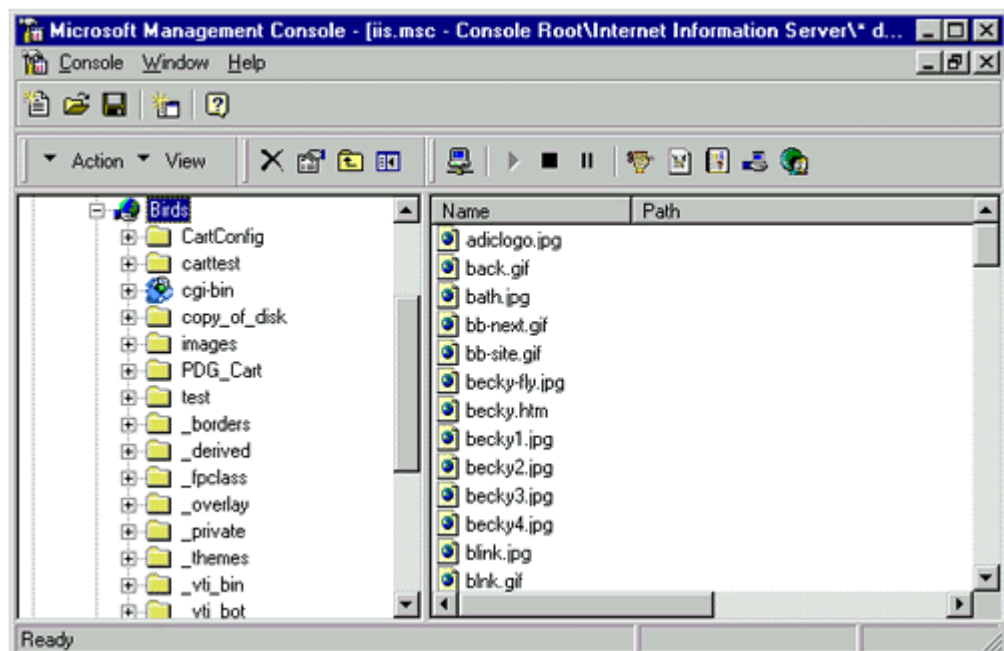 Microsoft Management Console - [iis.msc - Console Root\Internet Information Server\* d...
Console Window Help
Action View
Birds
CartConfig
carttest
cgi-bin
copy_of_disk
images
PDG_Cart
test
_borders
_derived
_fpclass
_overlay
_private
_themes
_vti_bin
_vti_bot
Name Path
adiclogo.jpg
back.gif
bath.jpg
bb-next.gif
bb-site.gif
becky-fly.jpg
becky.htm
becky1.jpg
becky2.jpg
becky3.jpg
becky4.jpg
blink.jpg
blnk.gif
Ready